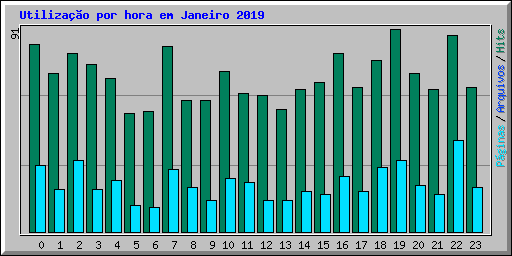 Utilização por hora em Janeiro 2019
91
Páginas / Arquivos / Hits
0 1 2 3 4 5 6 7 8 9 10 11 12 13 14 15 16 17 18 19 20 21 22 23